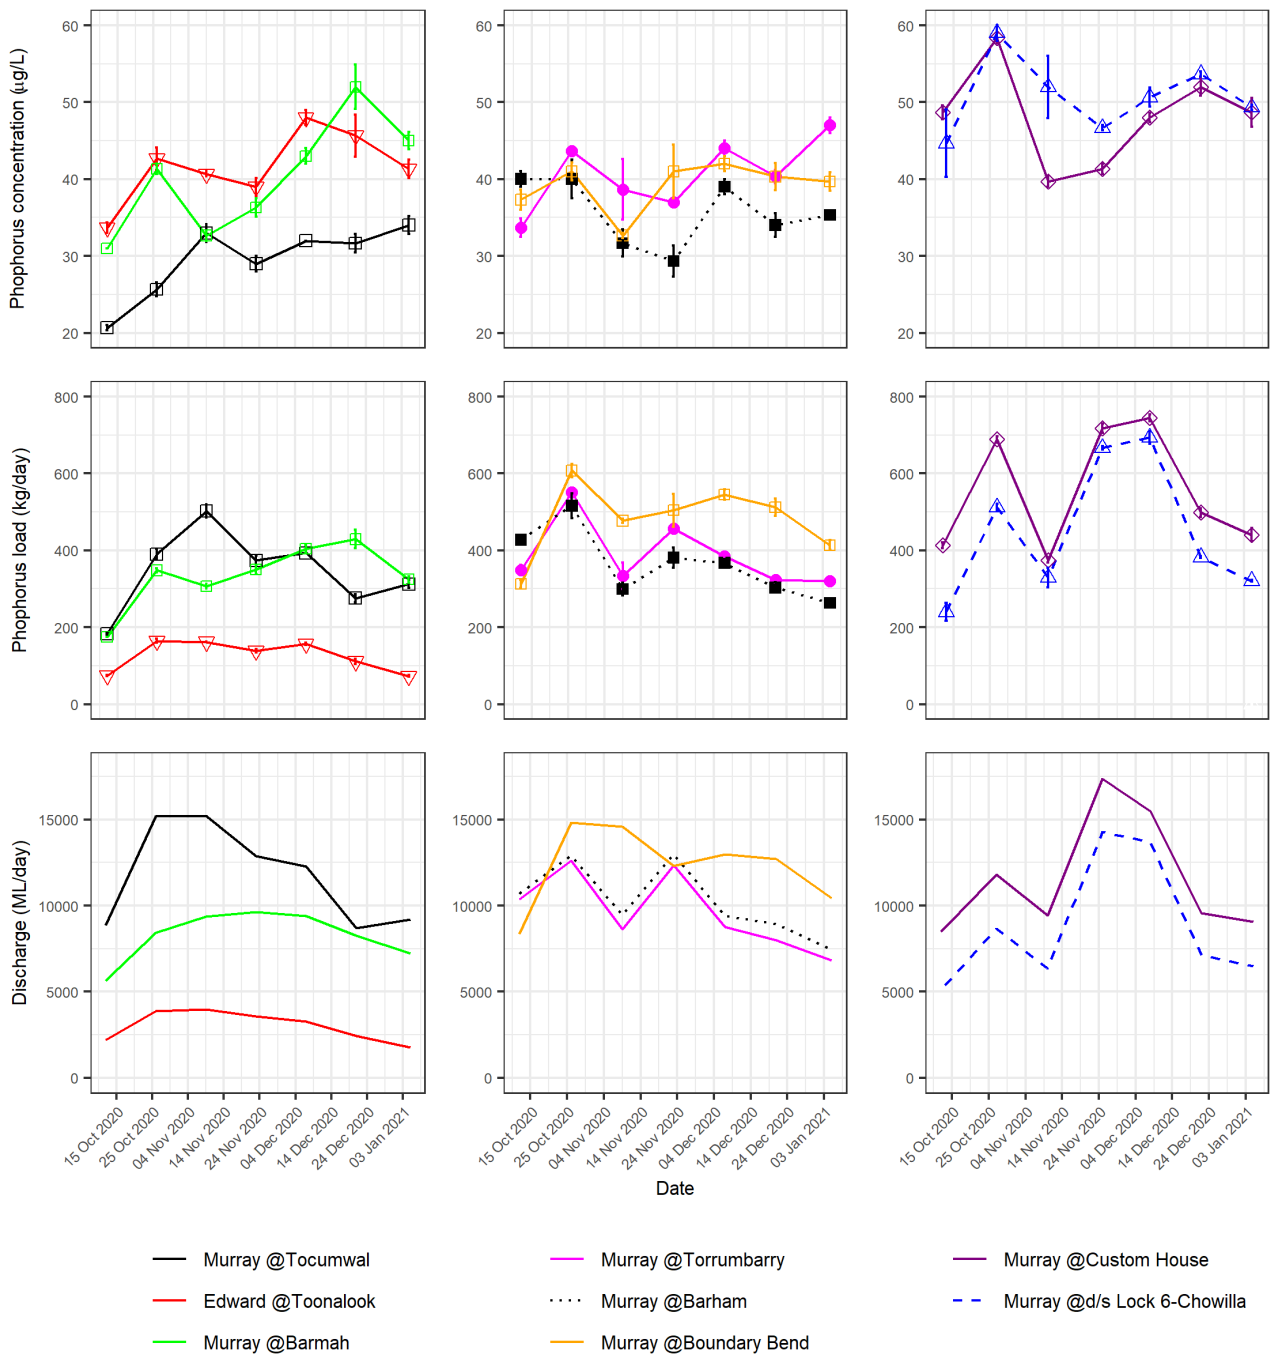 Phophorus concentration (µg/L)
60
50
40
30
20
60
50
40
30
20
60
50
40
30
20
Phophorus load (kg/day)
800
600
400
200
0
800
600
400
200
0
800
600
400
200
0
Discharge (ML/day)
15000
10000
5000
0
15000
10000
5000
0
15000
10000
5000
0
15 Oct 2020
25 Oct 2020
04 Nov 2020
14 Nov 2020
24 Nov 2020
04 Dec 2020
14 Dec 2020
24 Dec 2020
03 Jan 2021
15 Oct 2020
25 Oct 2020
04 Nov 2020
14 Nov 2020
24 Nov 2020
04 Dec 2020
14 Dec 2020
24 Dec 2020
03 Jan 2021
15 Oct 2020
25 Oct 2020
04 Nov 2020
14 Nov 2020
24 Nov 2020
04 Dec 2020
14 Dec 2020
24 Dec 2020
03 Jan 2021
Date
Murray @Tocumwal
Edward @Toonalook
Murray @Barmah
Murray @Torrumbarry
Murray @Barham
Murray @Boundary Bend
Murray @Custom House
Murray @d/s Lock 6-Chowilla